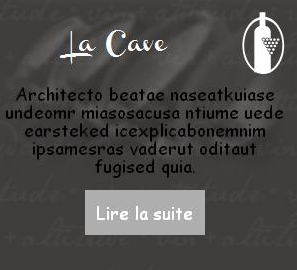 La Cave
Architecto beatae naseatkuiase
undeomr miasosacusa ntiume uede
earsteked icexplicabonemnim
ipsamesras vaderut oditaut
fugised quia.
Lire la suite